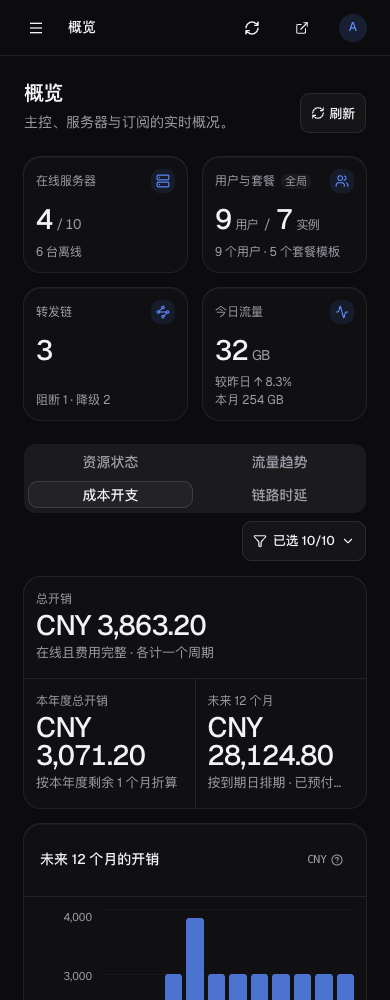 概览
A
概览
主控、服务器与订阅的实时概况。
刷新
在线服务器
4 / 10
6 台离线
用户与套餐 全局
9 用户 / 7 实例
9 个用户 · 5 个套餐模板
转发链
3
阻断 1 · 降级 2
今日流量
32 GB
较昨日 ↑ 8.3%
本月 254 GB
资源状态
流量趋势
成本开支
链路时延
已选 10/10
总开销
CNY 3,863.20
在线且费用完整 · 各计一个周期
本年度总开销
CNY
3,071.20
按本年度剩余 1 个月折算
未来 12 个月
CNY
28,124.80
按到期日排期 · 已预付...
未来 12 个月的开销
CNY
4,000
3,000